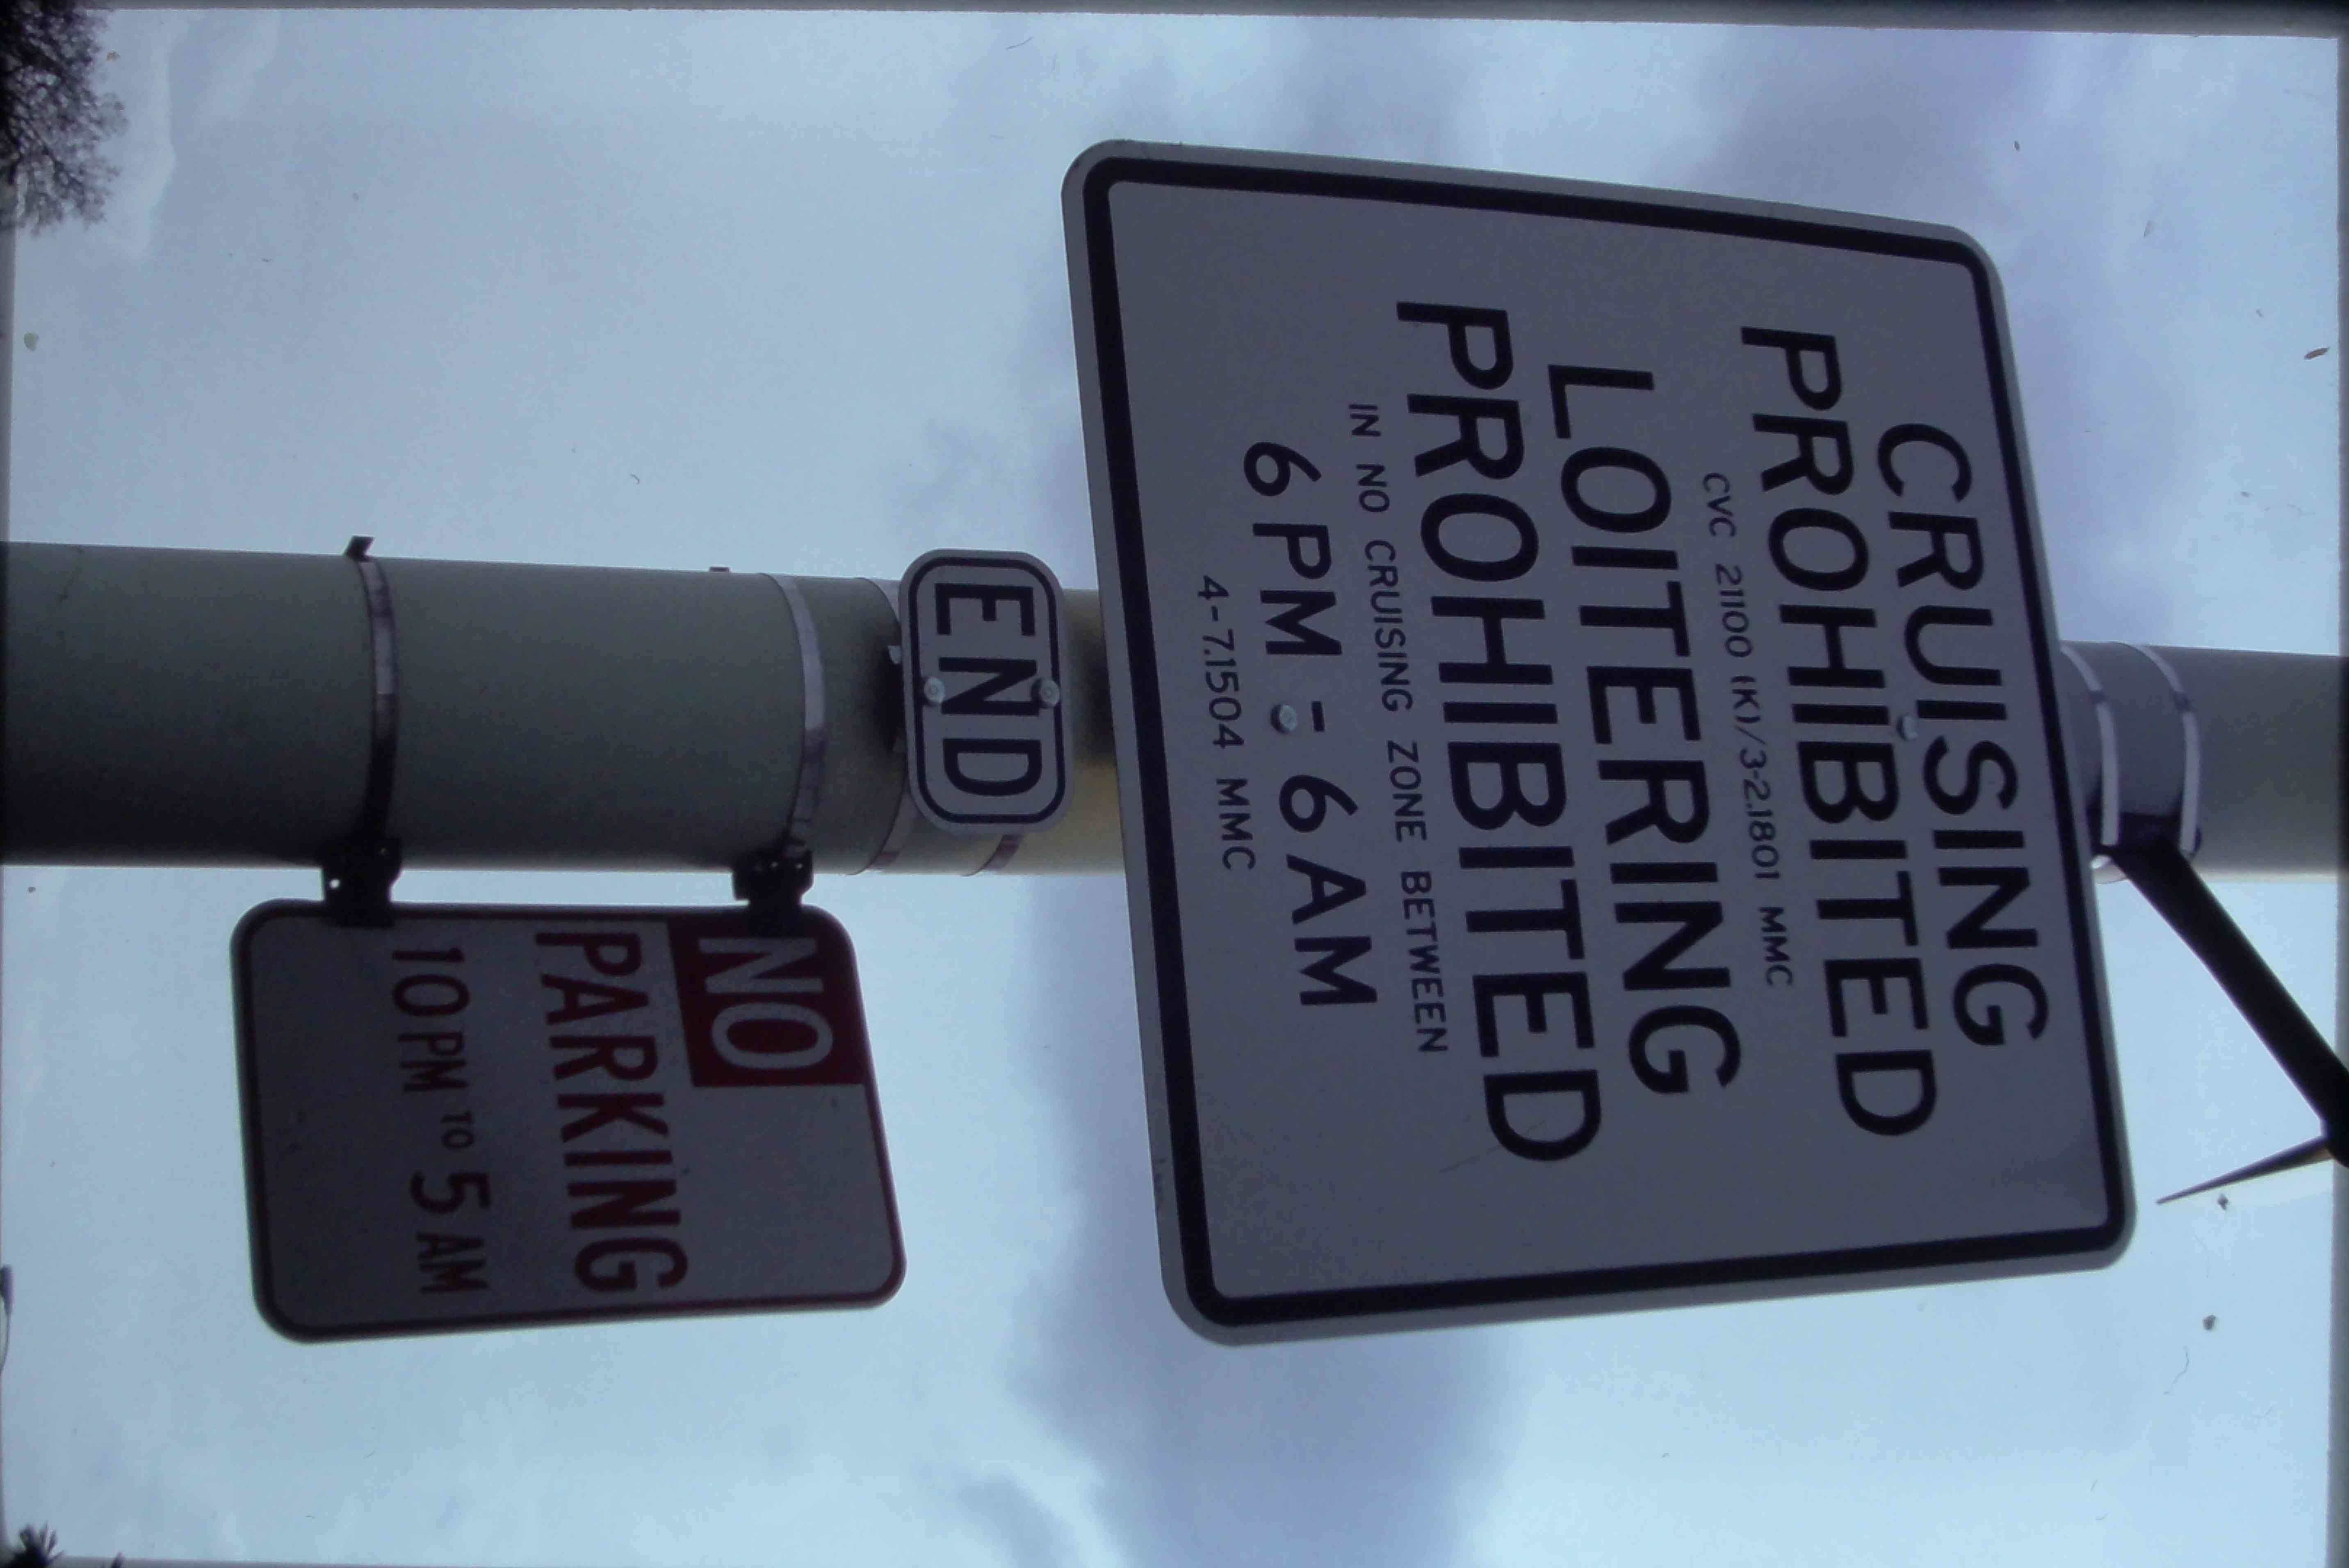 CRUISING
PROHIBITED
CVC 21100 (K)/3-2.1801 MMC
LOITERING
PROHIBITED
IN NO CRUISING ZONE BETWEEN
6 PM - 6 AM
4-7.1504 MMC
END
NO
PARKING
10 PM TO 5 AM